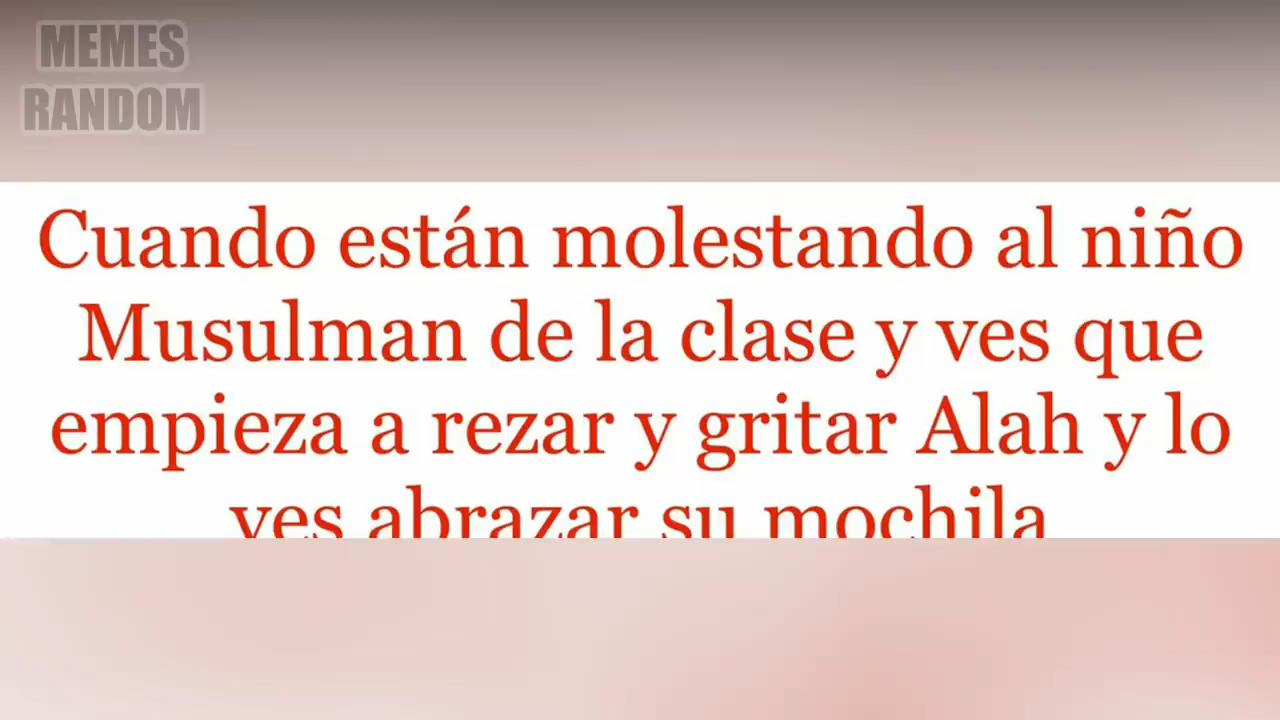 MEMES
RANDOM
Cuando están molestando al niño
Musulman de la clase y ves que
empieza a rezar y gritar Alah y lo
ves abrazar su mochila